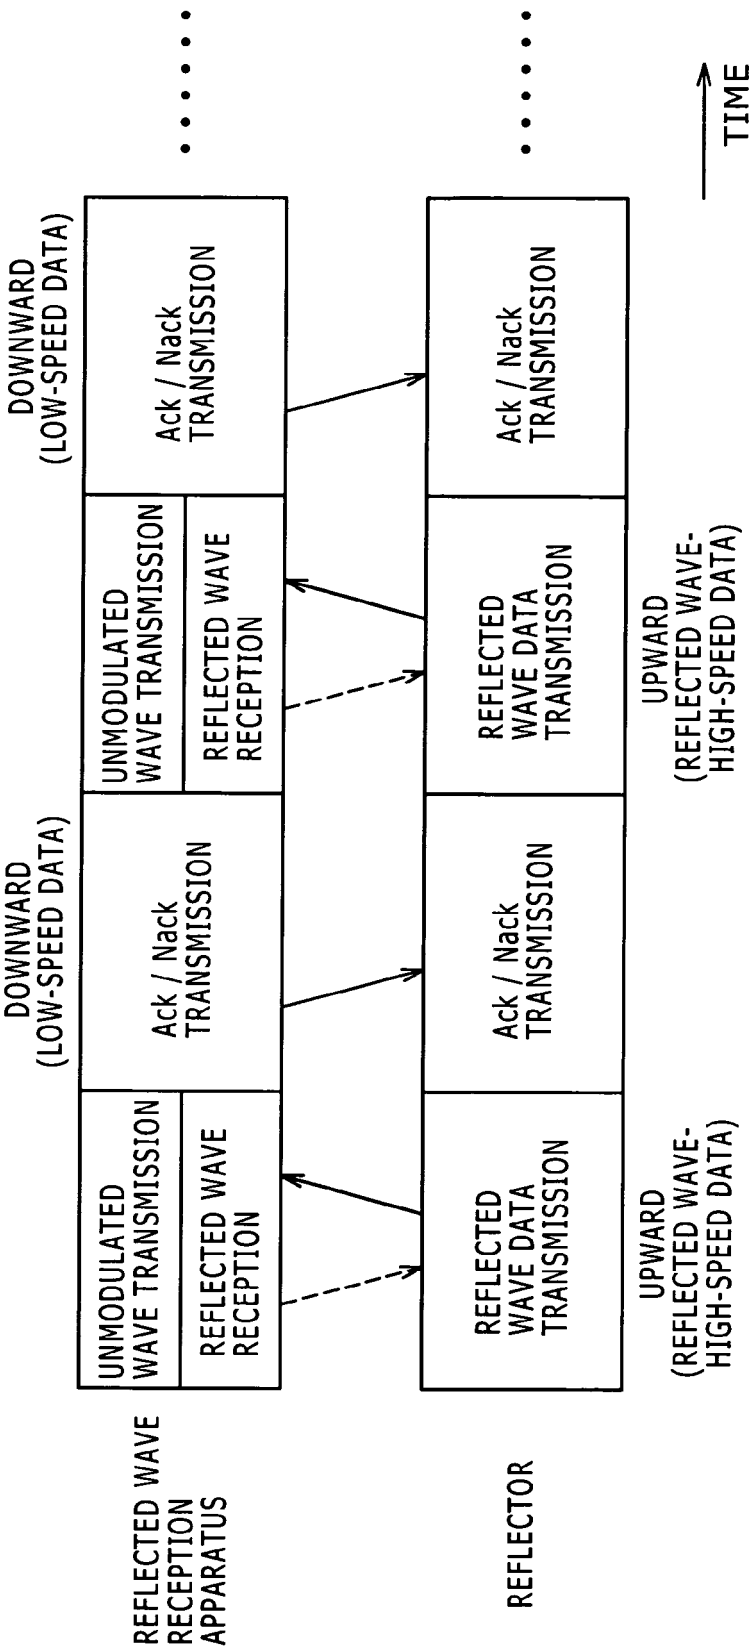 DOWNWARD
(LOW-SPEED DATA)
DOWNWARD
(LOW-SPEED DATA)
REFLECTED WAVE
RECEPTION
APPARATUS
UNMODULATED
WAVE TRANSMISSION
REFLECTED WAVE
RECEPTION
Ack / Nack
TRANSMISSION
UNMODULATED
WAVE TRANSMISSION
REFLECTED WAVE
RECEPTION
Ack / Nack
TRANSMISSION
REFLECTOR
REFLECTED
WAVE DATA
TRANSMISSION
Ack / Nack
TRANSMISSION
REFLECTED
WAVE DATA
TRANSMISSION
Ack / Nack
TRANSMISSION
UPWARD
(REFLECTED WAVE-
HIGH-SPEED DATA)
UPWARD
(REFLECTED WAVE-
HIGH-SPEED DATA)
TIME